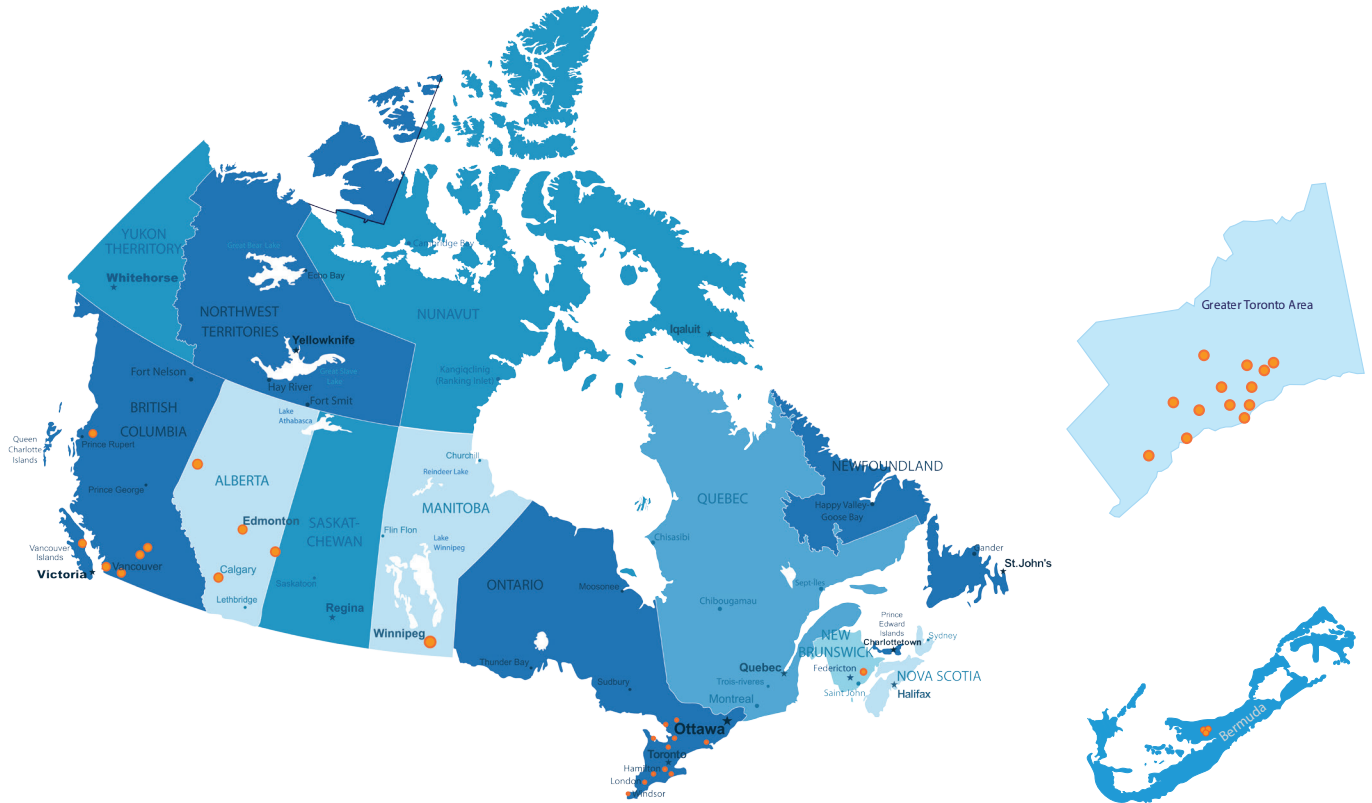 YUKON
THERRITORY
Whitehorse
Great Bear Lake
Echo Bay
Cambridge Bay
NORTHWEST
TERRITORIES
Yellowknife
Great Slave
Lake
Hay River
Fort Smit
NUNAVUT
Iqaluit
Kangiqclinig
(Ranking Inlet)
Fort Nelson
BRITISH
COLUMBIA
Queen
Charlotte
Islands
Prince Rupert
Prince George
Vancouver
Islands
Vancouver
Victoria
Lake
Athabasca
ALBERTA
Edmonton
Calgary
Lethbridge
SASKAT-
CHEWAN
Saskatoon
Regina
Churchill
Reindeer Lake
MANITOBA
Flin Flon
Lake
Winnipeg
Winnipeg
ONTARIO
Moosonee
Thunder Bay
Sudbury
Ottawa
Toronto
Hamilton
London
Windsor
QUEBEC
Chisasibi
Chibougamau
Sept-Iles
Quebec
Trois-riveres
Montreal
NEWFOUNDLAND
Happy Valley-
Goose Bay
Gander
St.John's
Prince
Edward
Islands
Charlottetown
Sydney
NEW
BRUNSWICK
Federicton
Saint John
NOVA SCOTIA
Halifax
Greater Toronto Area
Bermuda